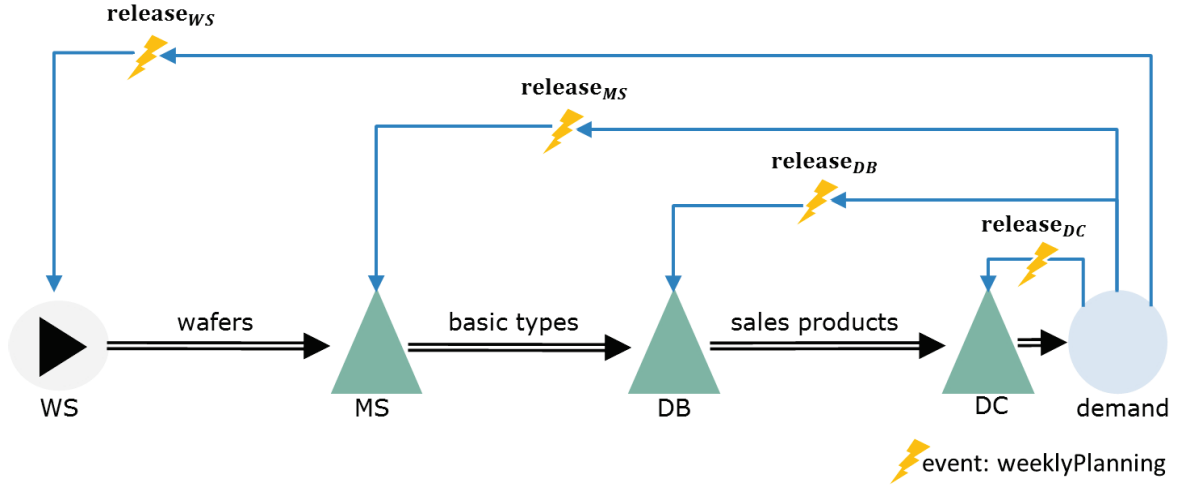 releaseWS
releaseMS
releaseDB
releaseDC
wafers
basic types
sales products
WS
MS
DB
DC
demand
event: weeklyPlanning